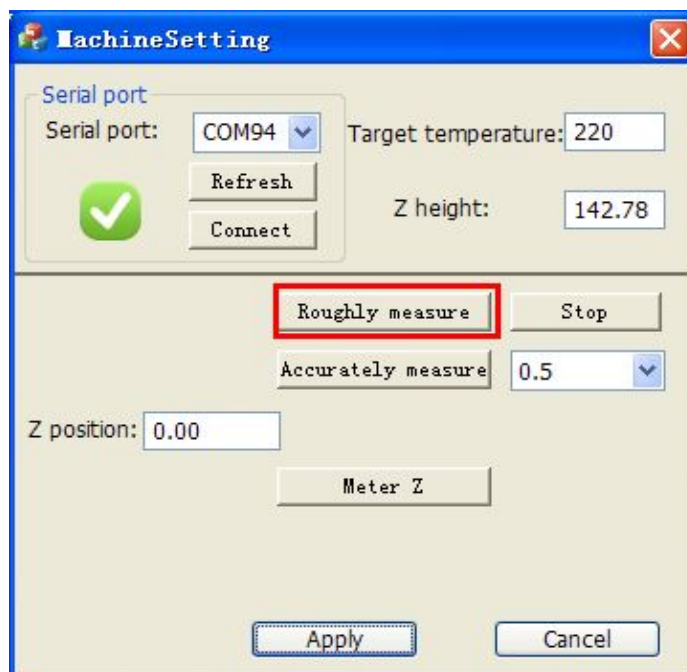 MachineSetting
Serial port
Serial port: COM94
Refresh
Connect
Target temperature: 220
Z height: 142.78
Roughly measure Stop
Accurately measure 0.5
Z position: 0.00
Meter Z
Apply Cancel